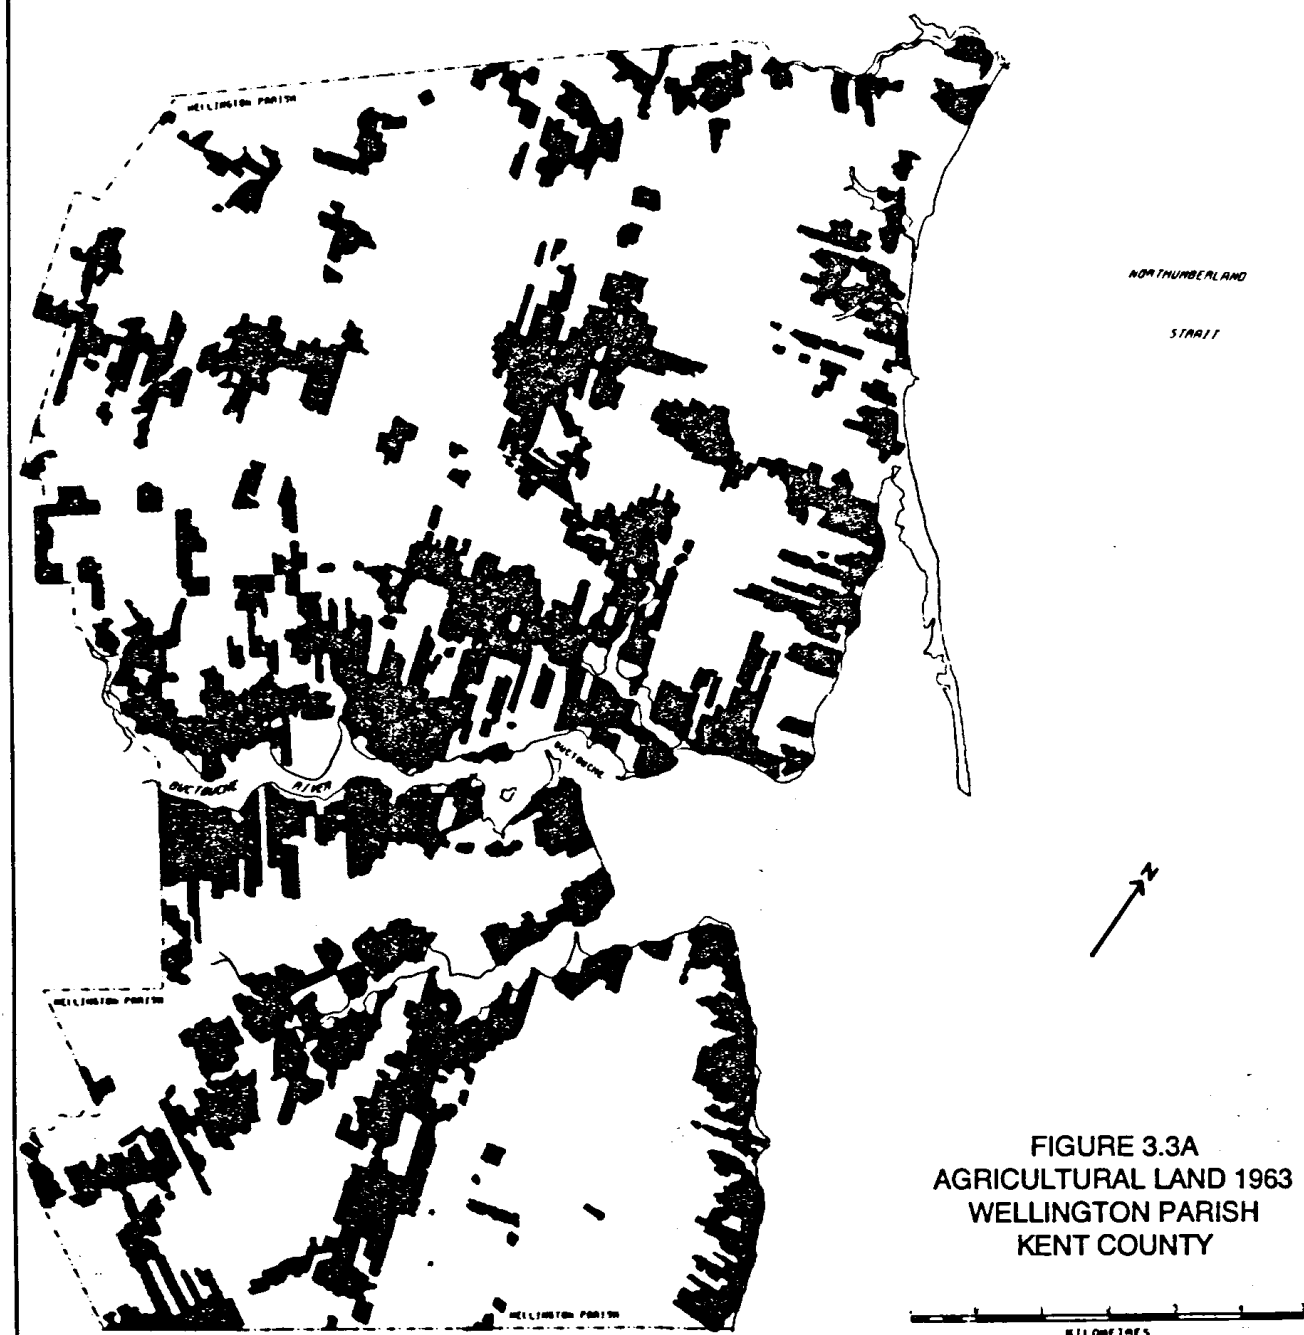 WELLINGTON PARISH
NORTHUMBERLAND
STRAIT
BUCTOUCHE
BUCTOUCHE RIVER
N
WELLINGTON PARISH
FIGURE 3.3A
AGRICULTURAL LAND 1963
WELLINGTON PARISH
KENT COUNTY
WELLINGTON PARISH
KILOMETRES